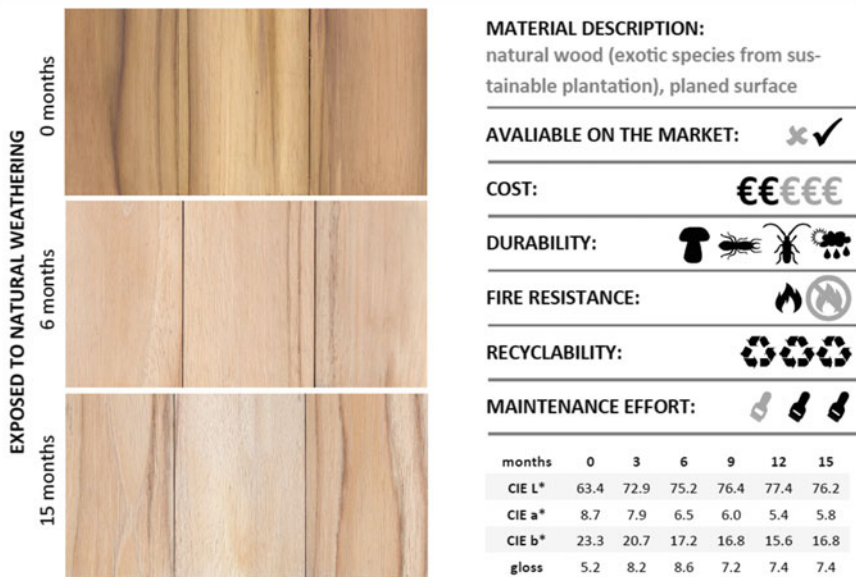 EXPOSED TO NATURAL WEATHERING
0 months
6 months
15 months
MATERIAL DESCRIPTION:
natural wood (exotic species from sus-
tainable plantation), planed surface
AVALIABLE ON THE MARKET:
COST: €€€€€
DURABILITY:
FIRE RESISTANCE:
RECYCLABILITY:
MAINTENANCE EFFORT:
months 0 3 6 9 12 15
CIE L* 63.4 72.9 75.2 76.4 77.4 76.2
CIE a* 8.7 7.9 6.5 6.0 5.4 5.8
CIE b* 23.3 20.7 17.2 16.8 15.6 16.8
gloss 5.2 8.2 8.6 7.2 7.4 7.4